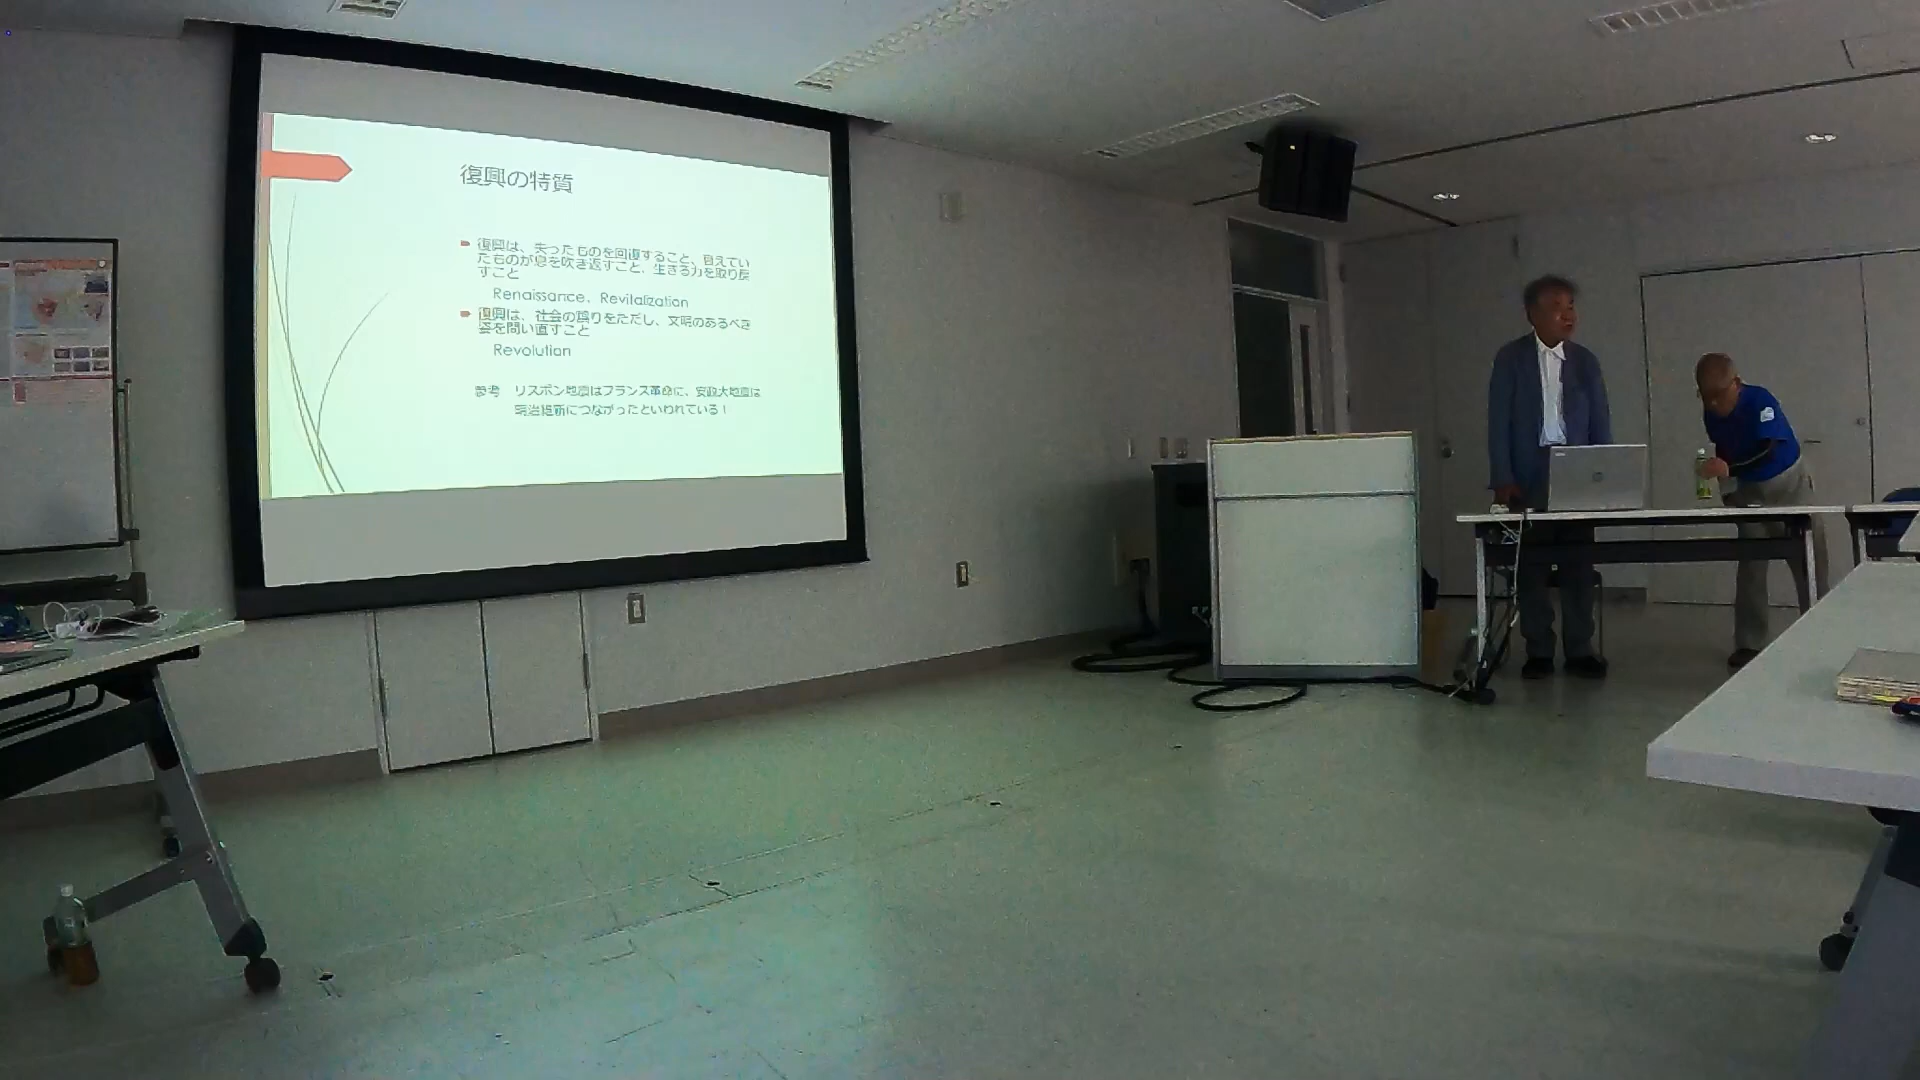 復興の特質
復興は、失ったものを回復すること、衰えてい
たものが息を吹き返すこと、生きる力を取り戻
すこと
Renaissance、Revitalization
復興は、社会の誤りをただし、文明のあるべき
姿を問い直すこと
Revolution
参考 リスボン地震はフランス革命に、安政大地震は
明治維新につながったといわれている！